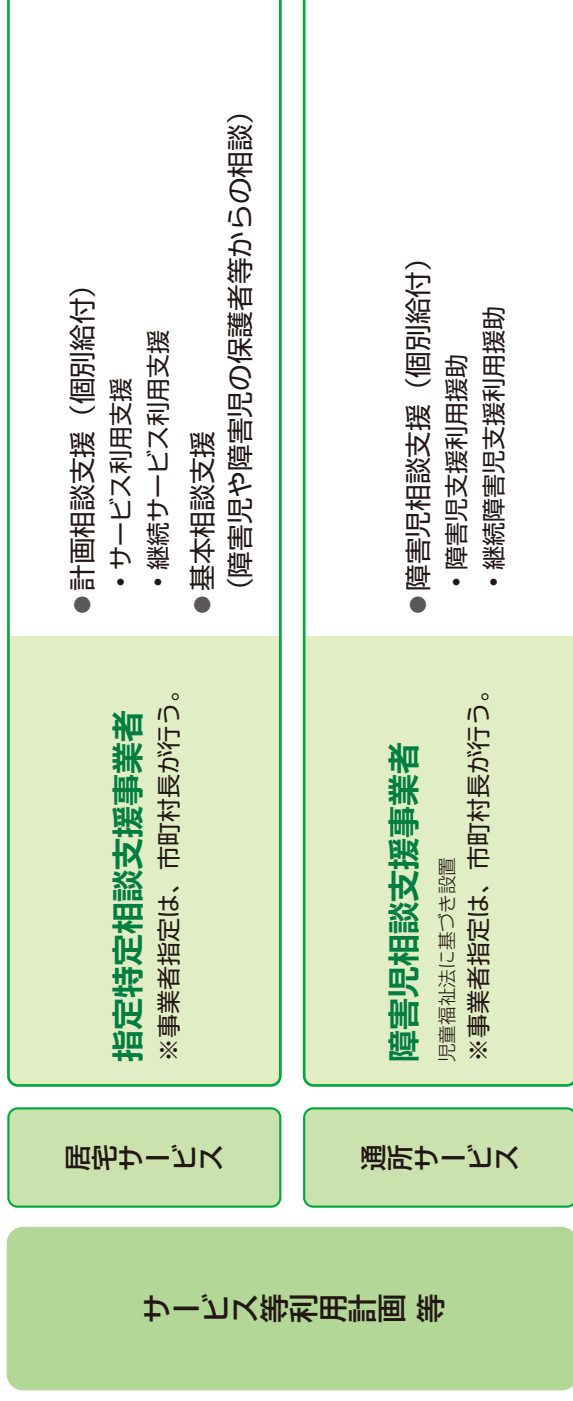 サービス等利用計画 等
居宅サービス
指定特定相談支援事業者
※事業者指定は、市町村長が行う。
●計画相談支援（個別給付）
・サービス利用支援
・継続サービス利用支援
●基本相談支援
（障害児や障害児の保護者等からの相談）
通所サービス
障害児相談支援事業者
児童福祉法に基づき設置
※事業者指定は、市町村長が行う。
●障害児相談支援（個別給付）
・障害児支援利用援助
・継続障害児支援利用援助